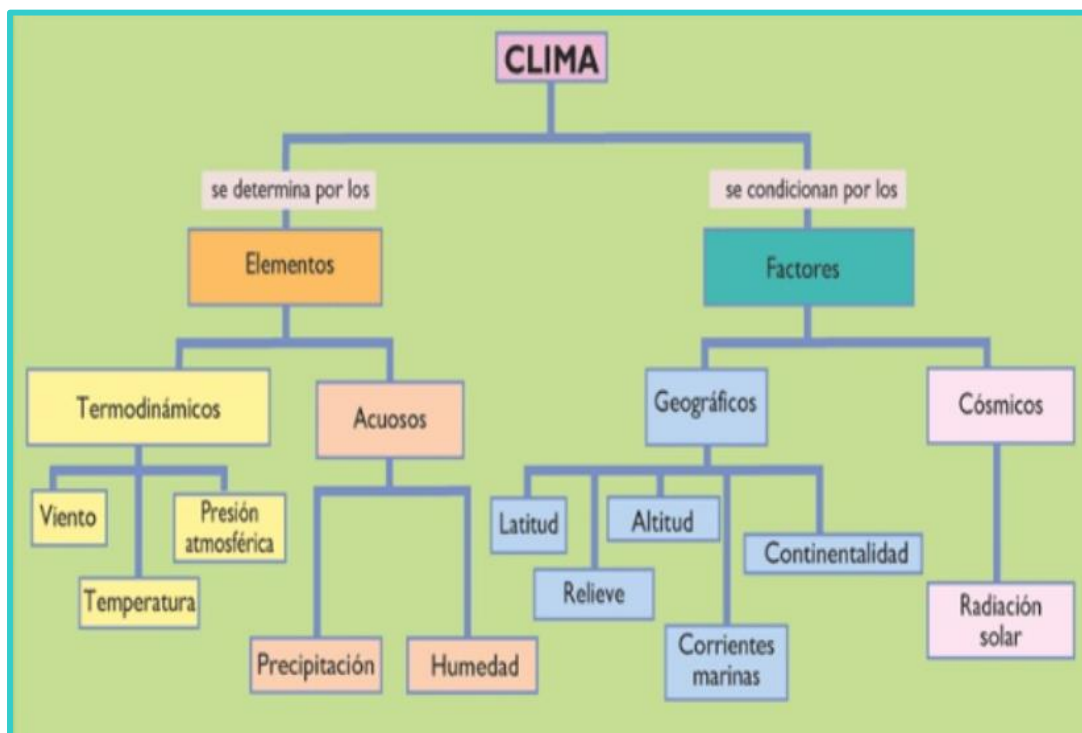 CLIMA
se determina por los
se condicionan por los
Elementos
Factores
Termodinámicos
Acuosos
Geográficos
Cósmicos
Viento
Presión
atmosférica
Temperatura
Precipitación
Humedad
Latitud
Altitud
Continentalidad
Relieve
Corrientes
marinas
Radiación
solar